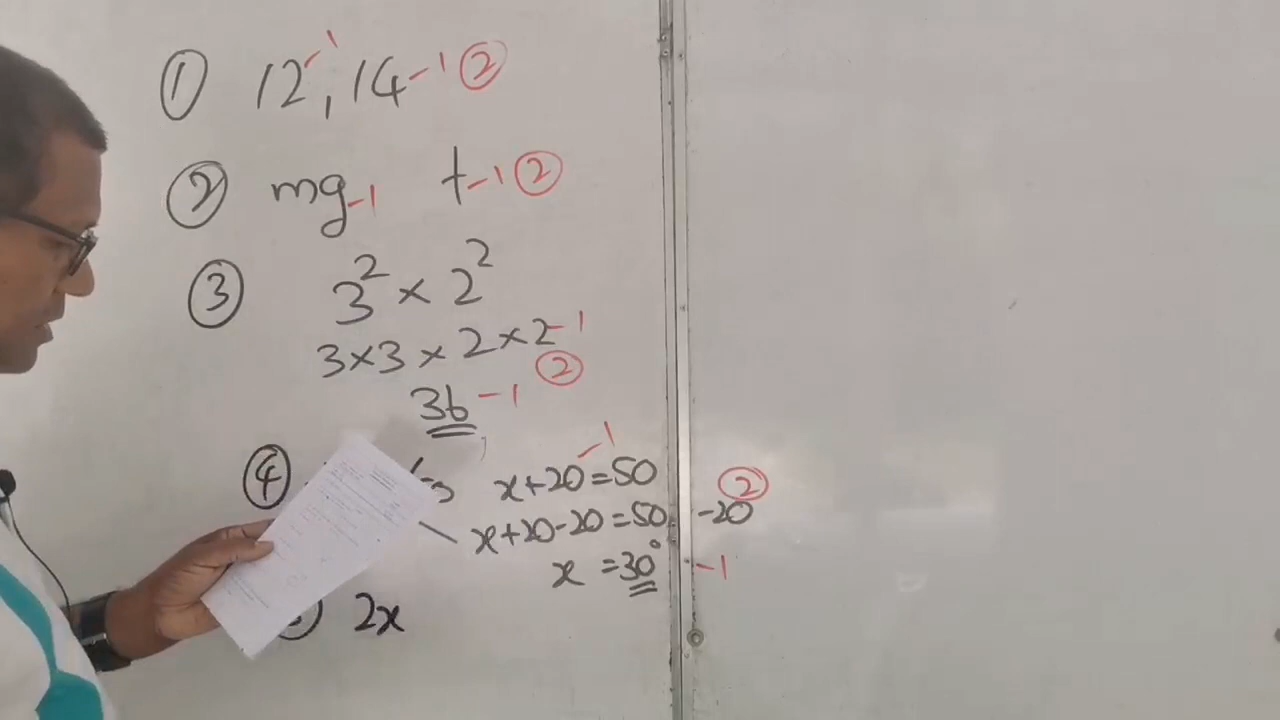 ① 12 -1 , 14 -1 ②
② mg -1 t -1 ②
③ 3² × 2²
3 × 3 × 2 × 2 -1
②
36 -1
④ x + 20 = 50 -1
②
x + 20 - 20 = 50 - 20
x = 30° -1
2x